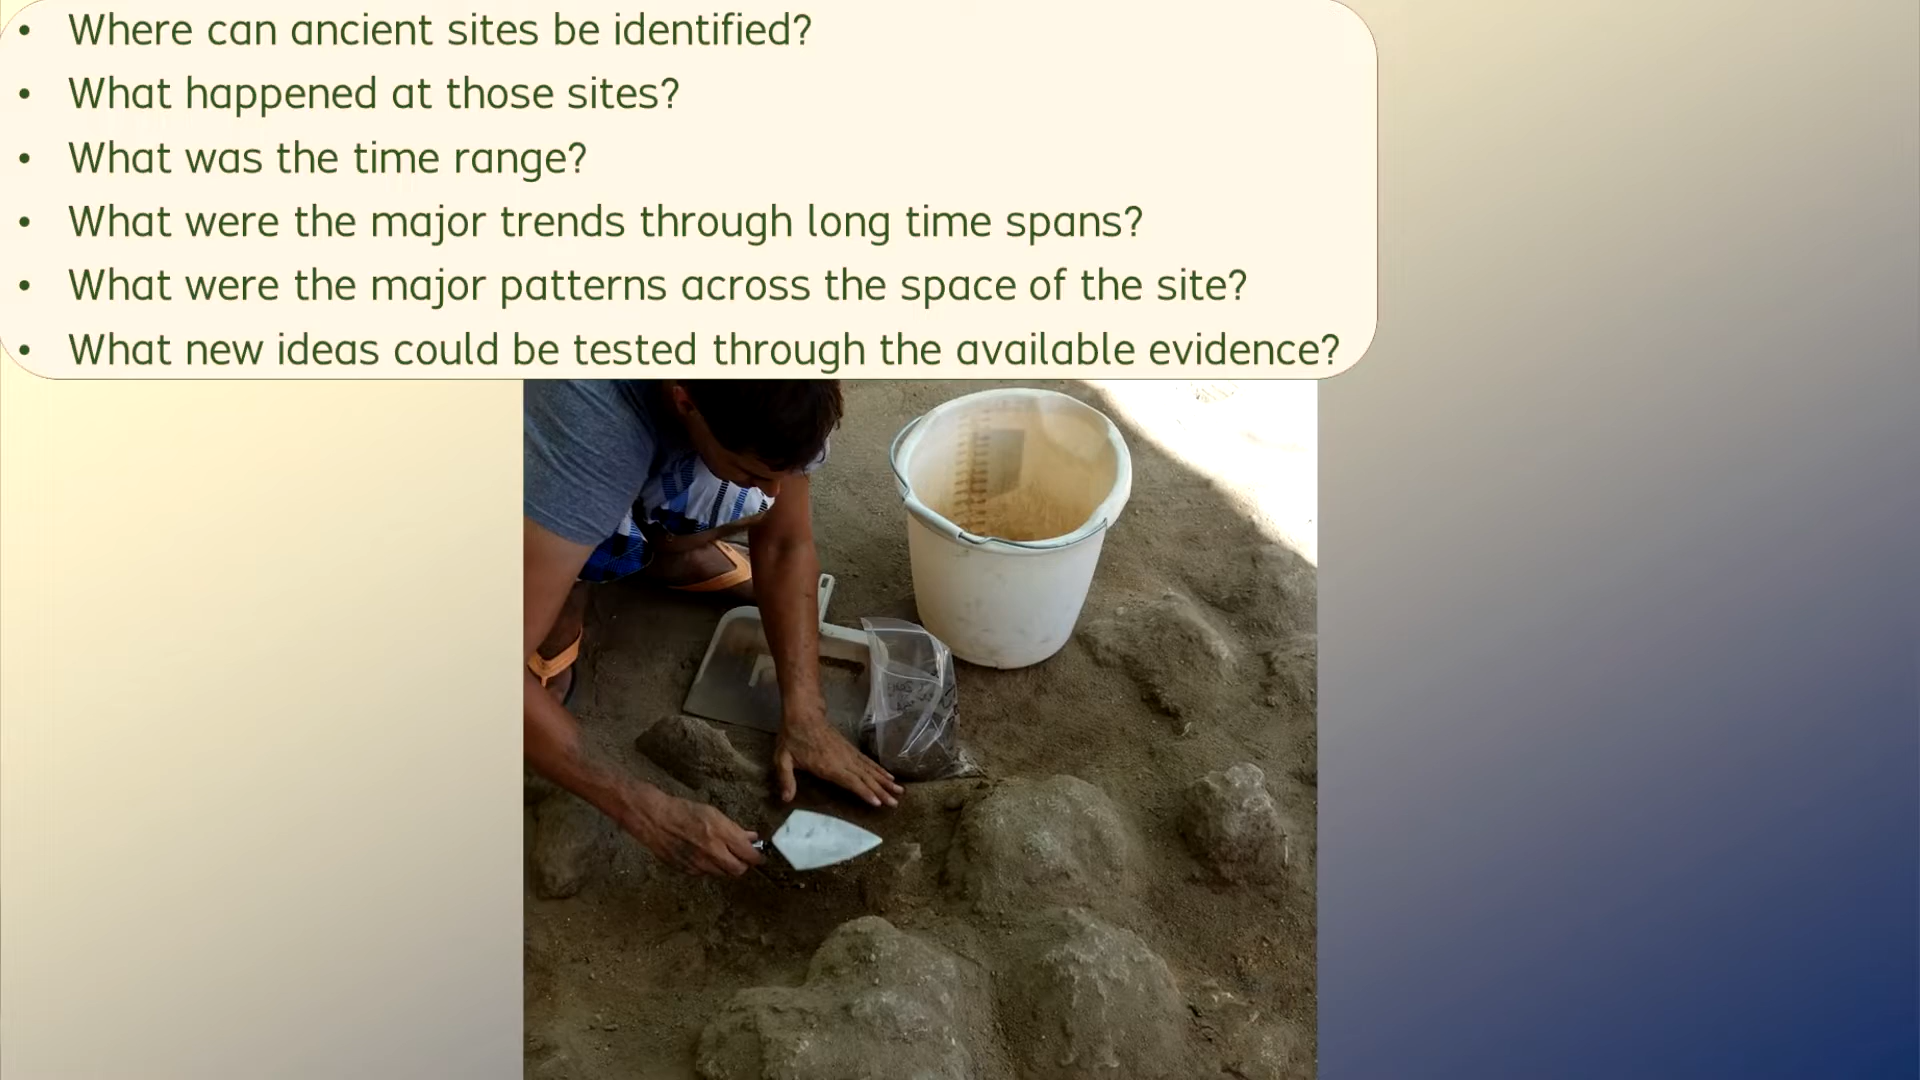 • Where can ancient sites be identified?
• What happened at those sites?
• What was the time range?
• What were the major trends through long time spans?
• What were the major patterns across the space of the site?
• What new ideas could be tested through the available evidence?